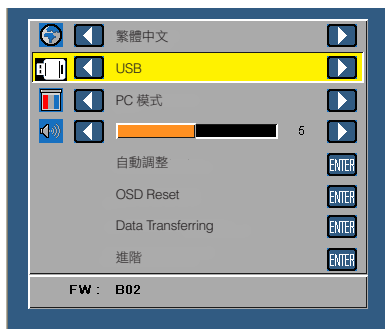 繁體中文
USB
PC 模式
5
自動調整
ENTER
OSD Reset
ENTER
Data Transferring
ENTER
進階
ENTER
FW : B02